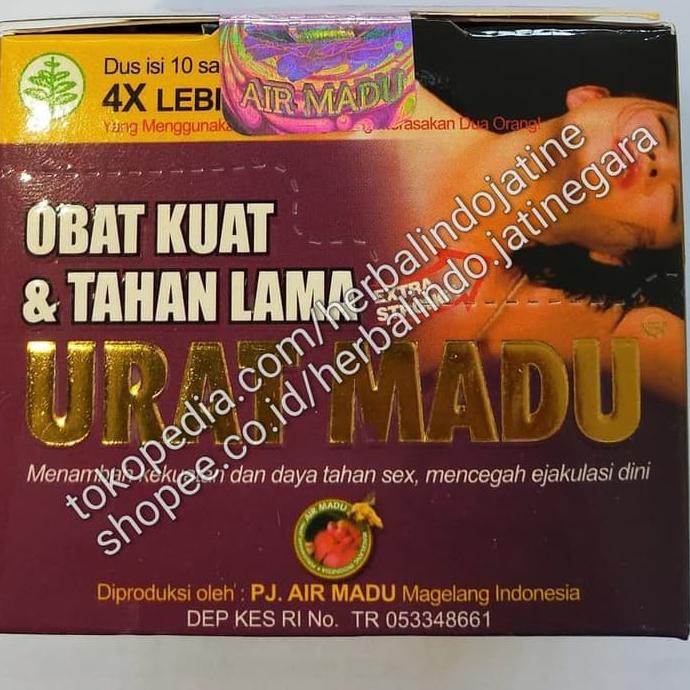 Dus isi 10 sa
4X LEBI
AIR MADU
Yang Menggunaka
rasakan Dua Orang!
OBAT KUAT
& TAHAN LAMA
EXTRA
URAT MADU
Menambah kekuatan dan daya tahan sex, mencegah ejakulasi dini
AIR MADU
Diproduksi oleh : PJ. AIR MADU Magelang Indonesia
DEP KES RI No. TR 053348661
tokopedia.com/herbalindojatine
shopee.co.id/herbalindo.jatinegara